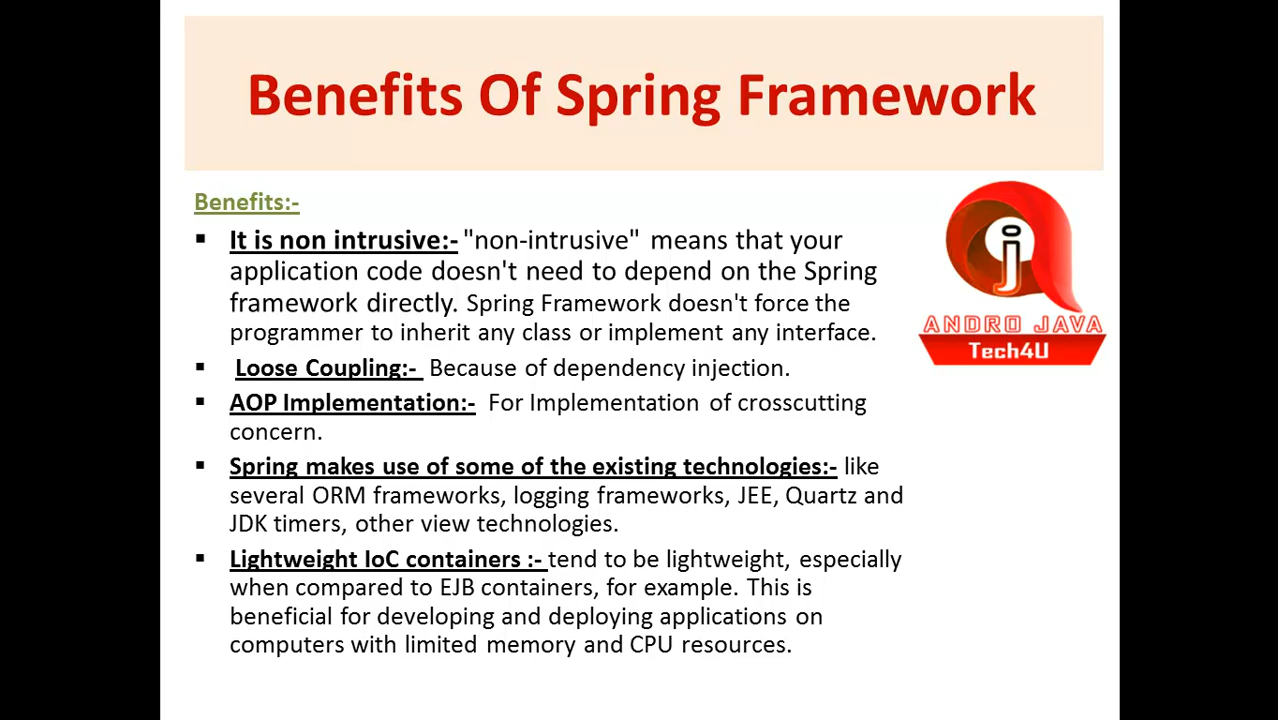 Benefits Of Spring Framework
Benefits:-
▪ It is non intrusive:- "non-intrusive" means that your
application code doesn't need to depend on the Spring
framework directly. Spring Framework doesn't force the
programmer to inherit any class or implement any interface.
▪ Loose Coupling:- Because of dependency injection.
▪ AOP Implementation:- For Implementation of crosscutting
concern.
▪ Spring makes use of some of the existing technologies:- like
several ORM frameworks, logging frameworks, JEE, Quartz and
JDK timers, other view technologies.
▪ Lightweight IoC containers :- tend to be lightweight, especially
when compared to EJB containers, for example. This is
beneficial for developing and deploying applications on
computers with limited memory and CPU resources.
j
ANDRO JAVA
Tech4U